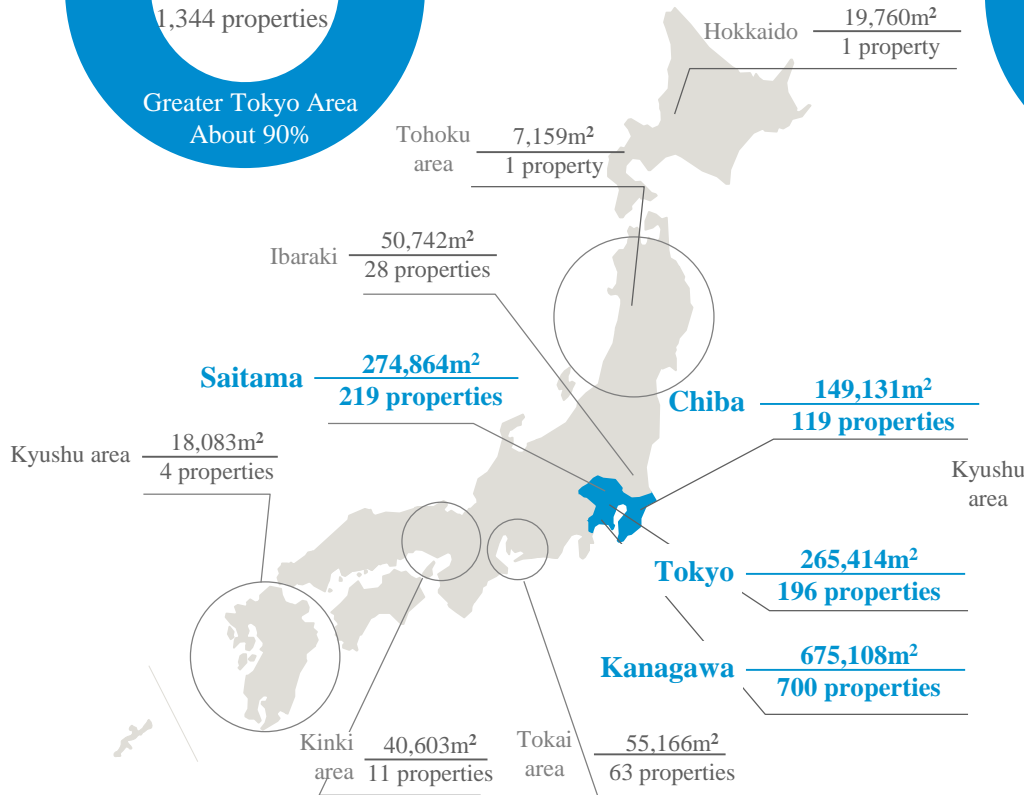 1,344 properties
Greater Tokyo Area
About 90%
Hokkaido
19,760m²
1 property
Tohoku
area
7,159m²
1 property
Ibaraki
50,742m²
28 properties
Saitama
274,864m²
219 properties
Chiba
149,131m²
119 properties
Kyushu area
18,083m²
4 properties
Kyushu
area
Tokyo
265,414m²
196 properties
Kanagawa
675,108m²
700 properties
Kinki
area
40,603m²
11 properties
Tokai
area
55,166m²
63 properties